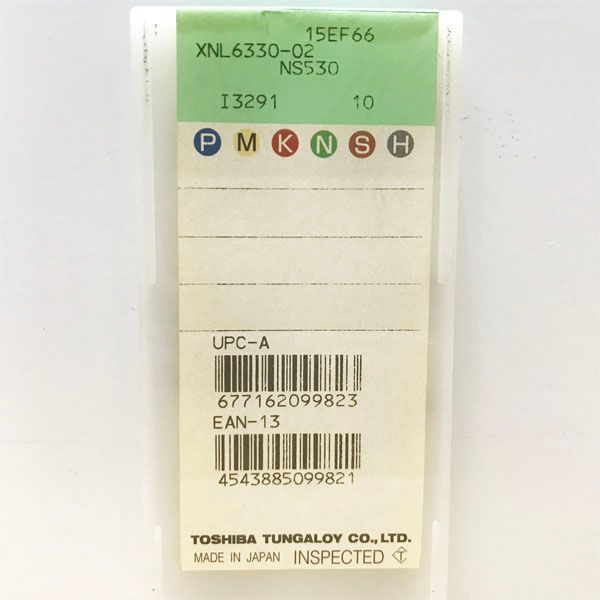 15EF66
XNL6330-02
NS530
I3291 10
P M K N S H
UPC-A
677162099823
EAN-13
4543885099821
TOSHIBA TUNGALOY CO.,LTD.
MADE IN JAPAN INSPECTED T